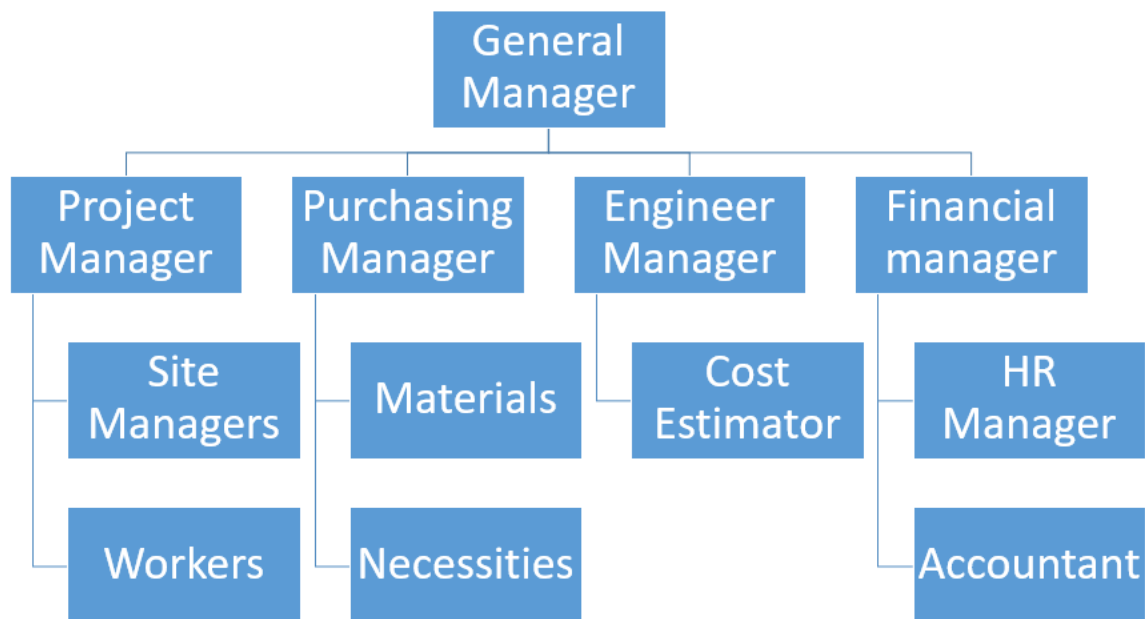 General
Manager
Project
Manager
Purchasing
Manager
Engineer
Manager
Financial
manager
Site
Managers
Materials
Cost
Estimator
HR
Manager
Workers
Necessities
Accountant